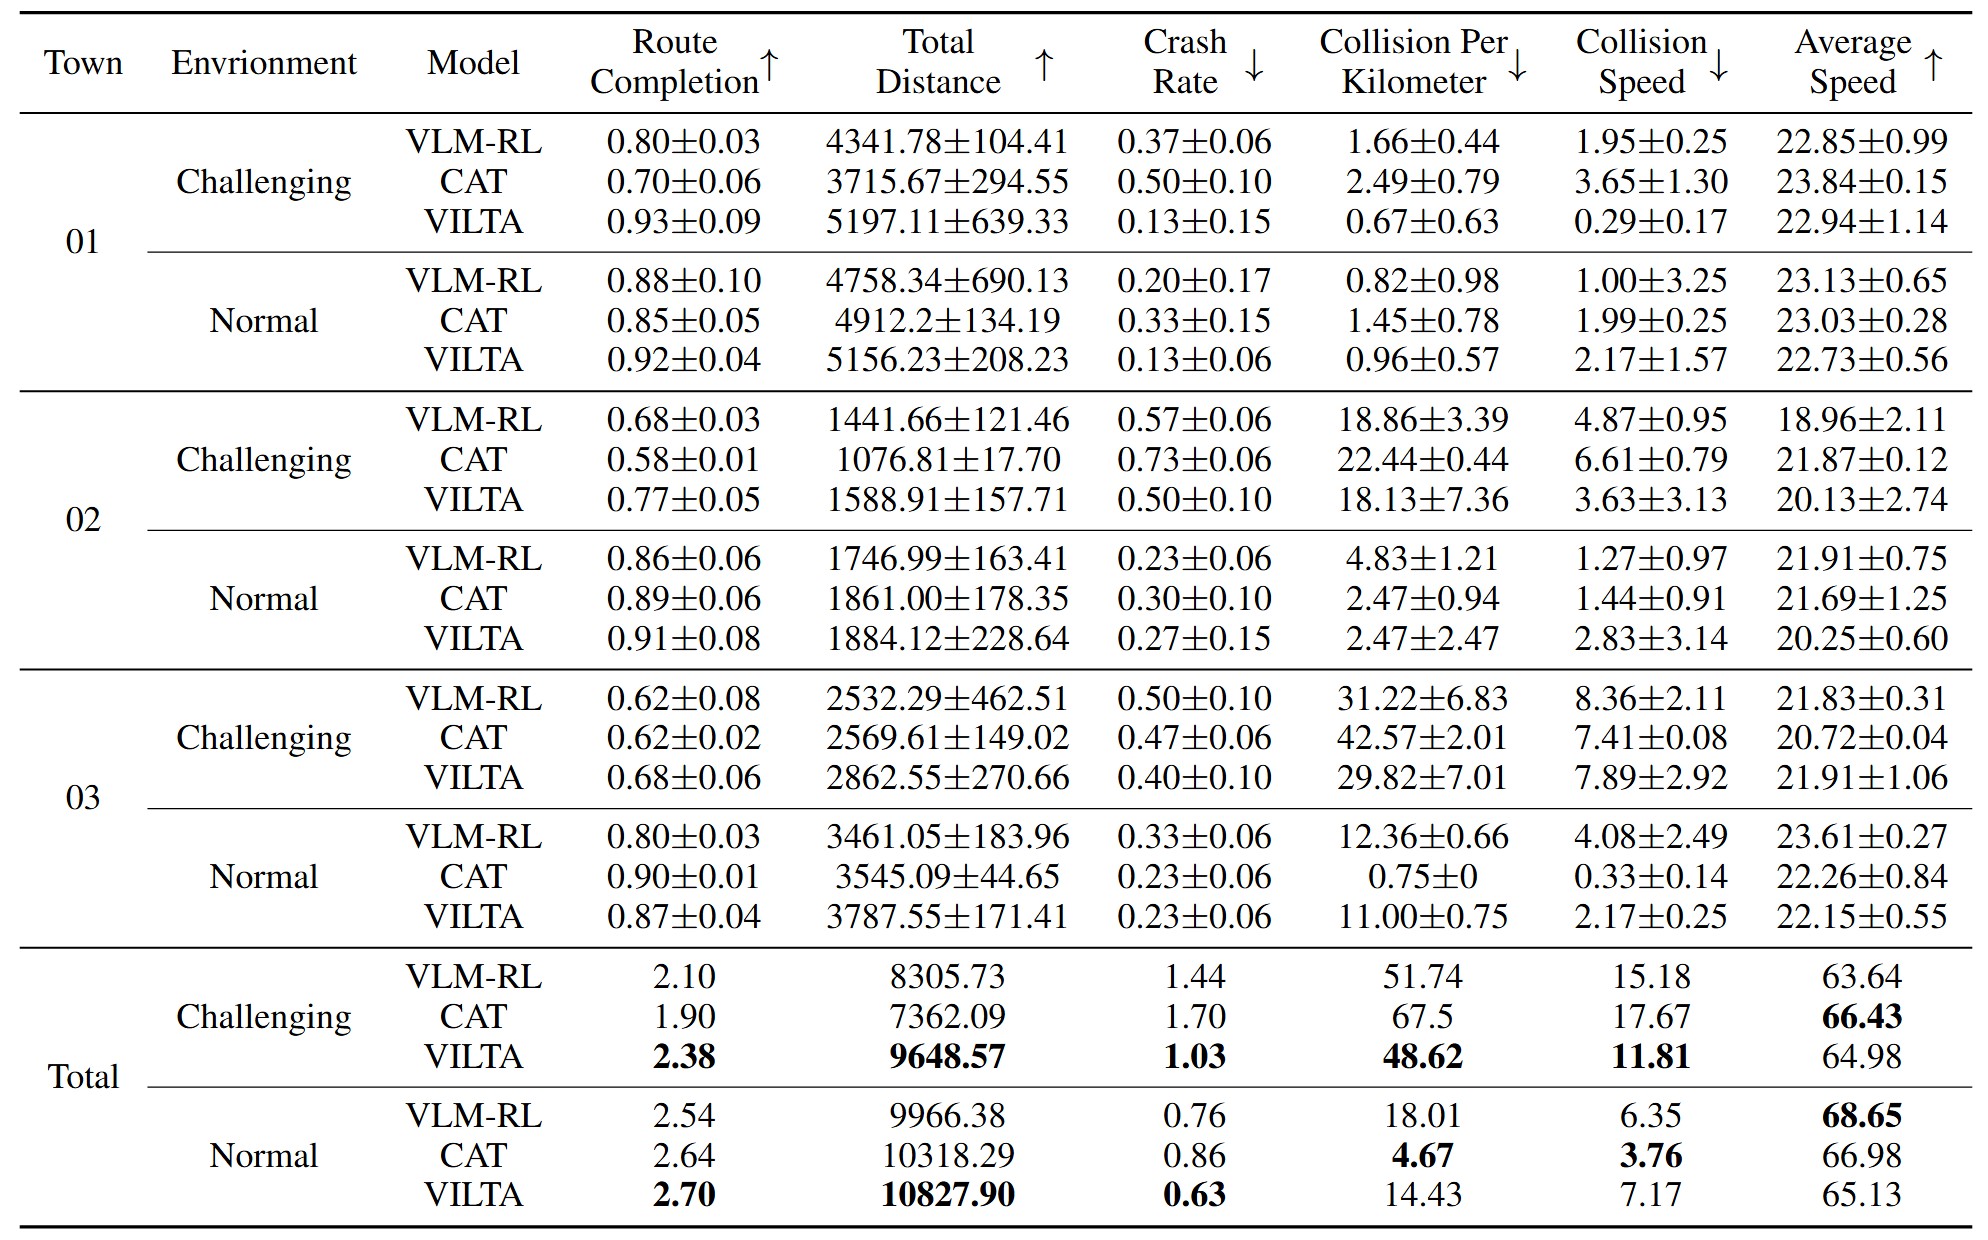 Town Envrionment Model Route Completion↑ Total Distance ↑ Crash Rate ↓ Collision Per Kilometer ↓ Collision Speed ↓ Average Speed ↑
01 Challenging VLM-RL 0.80±0.03 4341.78±104.41 0.37±0.06 1.66±0.44 1.95±0.25 22.85±0.99
CAT 0.70±0.06 3715.67±294.55 0.50±0.10 2.49±0.79 3.65±1.30 23.84±0.15
VILTA 0.93±0.09 5197.11±639.33 0.13±0.15 0.67±0.63 0.29±0.17 22.94±1.14
Normal VLM-RL 0.88±0.10 4758.34±690.13 0.20±0.17 0.82±0.98 1.00±3.25 23.13±0.65
CAT 0.85±0.05 4912.2±134.19 0.33±0.15 1.45±0.78 1.99±0.25 23.03±0.28
VILTA 0.92±0.04 5156.23±208.23 0.13±0.06 0.96±0.57 2.17±1.57 22.73±0.56
02 Challenging VLM-RL 0.68±0.03 1441.66±121.46 0.57±0.06 18.86±3.39 4.87±0.95 18.96±2.11
CAT 0.58±0.01 1076.81±17.70 0.73±0.06 22.44±0.44 6.61±0.79 21.87±0.12
VILTA 0.77±0.05 1588.91±157.71 0.50±0.10 18.13±7.36 3.63±3.13 20.13±2.74
Normal VLM-RL 0.86±0.06 1746.99±163.41 0.23±0.06 4.83±1.21 1.27±0.97 21.91±0.75
CAT 0.89±0.06 1861.00±178.35 0.30±0.10 2.47±0.94 1.44±0.91 21.69±1.25
VILTA 0.91±0.08 1884.12±228.64 0.27±0.15 2.47±2.47 2.83±3.14 20.25±0.60
03 Challenging VLM-RL 0.62±0.08 2532.29±462.51 0.50±0.10 31.22±6.83 8.36±2.11 21.83±0.31
CAT 0.62±0.02 2569.61±149.02 0.47±0.06 42.57±2.01 7.41±0.08 20.72±0.04
VILTA 0.68±0.06 2862.55±270.66 0.40±0.10 29.82±7.01 7.89±2.92 21.91±1.06
Normal VLM-RL 0.80±0.03 3461.05±183.96 0.33±0.06 12.36±0.66 4.08±2.49 23.61±0.27
CAT 0.90±0.01 3545.09±44.65 0.23±0.06 0.75±0 0.33±0.14 22.26±0.84
VILTA 0.87±0.04 3787.55±171.41 0.23±0.06 11.00±0.75 2.17±0.25 22.15±0.55
Total Challenging VLM-RL 2.10 8305.73 1.44 51.74 15.18 63.64
CAT 1.90 7362.09 1.70 67.5 17.67 66.43
VILTA 2.38 9648.57 1.03 48.62 11.81 64.98
Normal VLM-RL 2.54 9966.38 0.76 18.01 6.35 68.65
CAT 2.64 10318.29 0.86 4.67 3.76 66.98
VILTA 2.70 10827.90 0.63 14.43 7.17 65.13